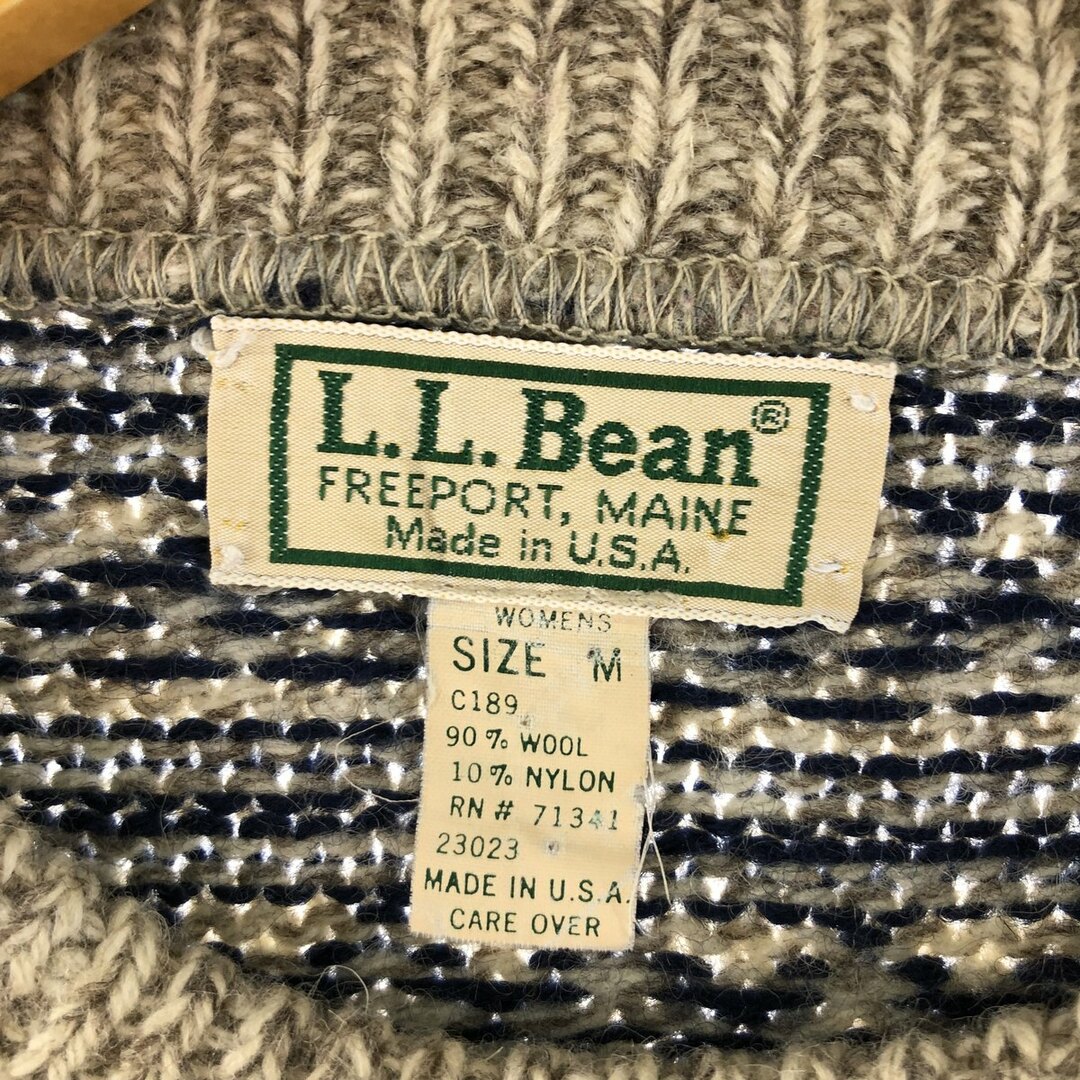 L.L. Bean®
FREEPORT, MAINE
Made in U.S.A.
WOMENS
SIZE M
C189
90% WOOL
10% NYLON
RN # 71341
23023
MADE IN U.S.A.
CARE OVER